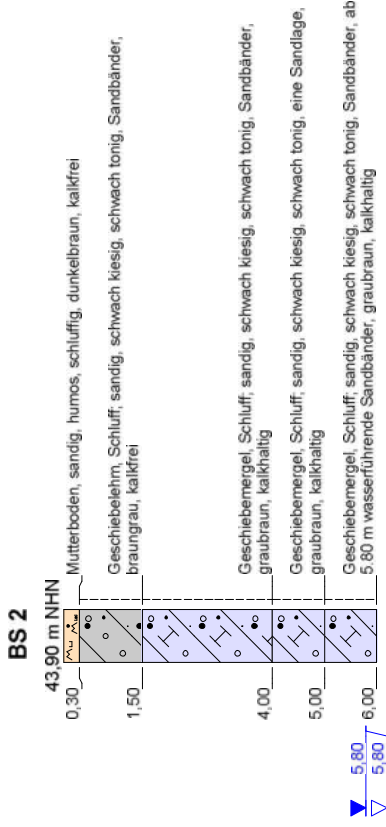 BS 2
43,90 m NHN
0,30
Mutterboden, sandig, humos, schluffig, dunkelbraun, kalkfrei
1,50
Geschiebelehm, Schluff, sandig, schwach kiesig, schwach tonig, Sandbänder,
braungrau, kalkfrei
4,00
Geschiebemergel, Schluff, sandig, schwach kiesig, schwach tonig, Sandbänder,
graubraun, kalkhaltig
5,00
Geschiebemergel, Schluff, sandig, schwach kiesig, schwach tonig, eine Sandlage,
graubraun, kalkhaltig
6,00
Geschiebemergel, Schluff, sandig, schwach kiesig, schwach tonig, Sandbänder, ab
5.80 m wasserführende Sandbänder, graubraun, kalkhaltig
5,80
5,80